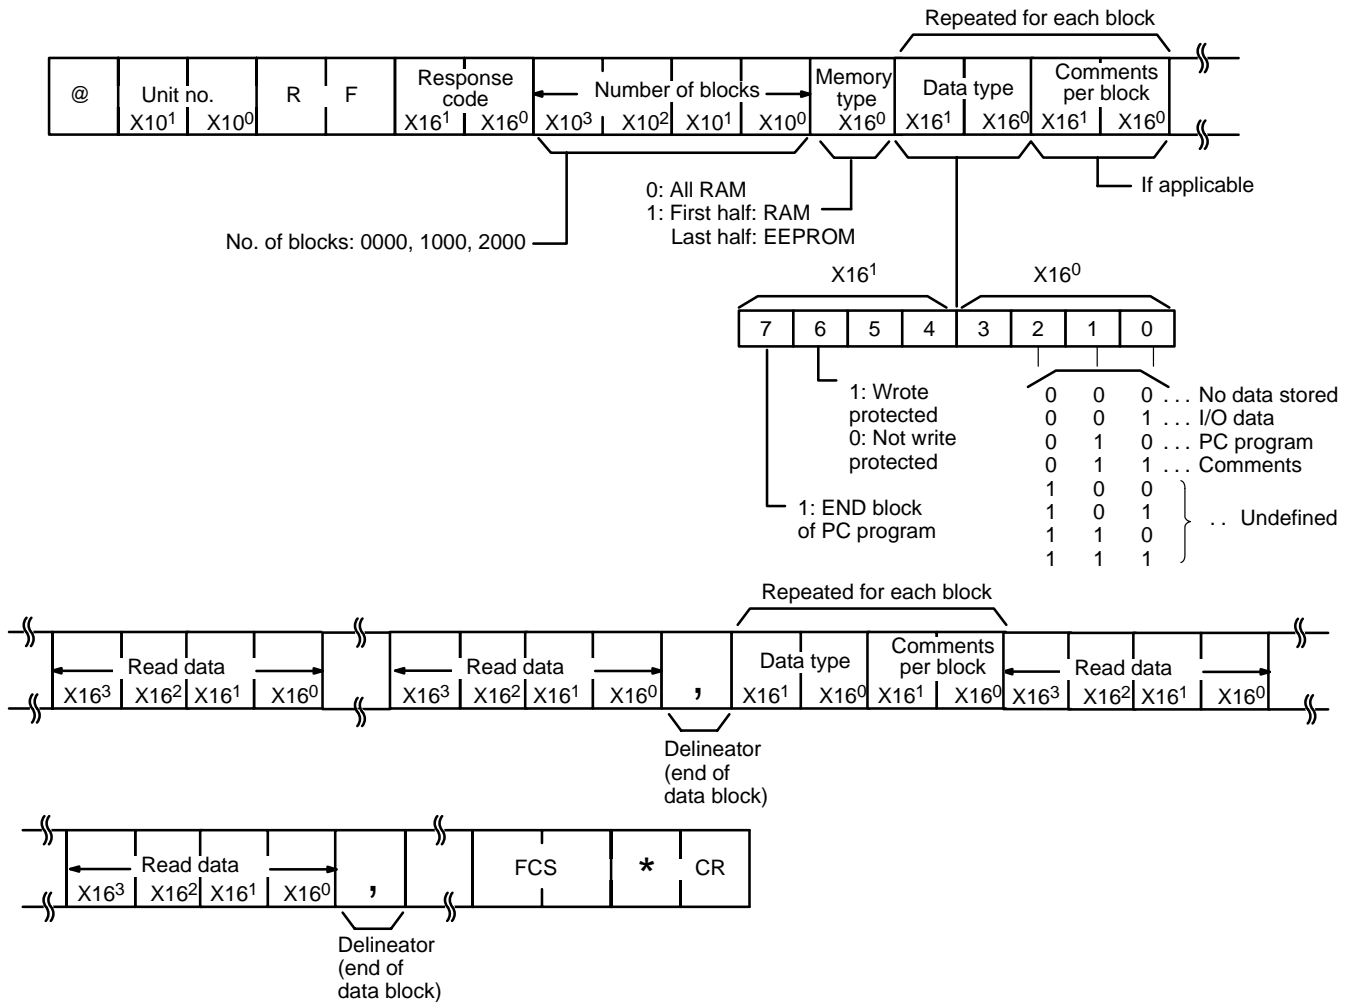 Repeated for each block
@ Unit no. R F Response code Number of blocks Memory type Data type Comments per block
X10¹ X10⁰ X16¹ X16⁰ X10³ X10² X10¹ X10⁰ X16⁰ X16¹ X16⁰ X16¹ X16⁰
If applicable
0: All RAM
1: First half: RAM
Last half: EEPROM
No. of blocks: 0000, 1000, 2000
X16¹ X16⁰
7 6 5 4 3 2 1 0
1: Wrote
protected
0: Not write
protected
1: END block
of PC program
0 0 0 . . . No data stored
0 0 1 . . . I/O data
0 1 0 . . . PC program
0 1 1 . . . Comments
1 0 0
1 0 1 . . Undefined
1 1 0
1 1 1
Repeated for each block
Read data Read data , Data type Comments per block Read data
X16³ X16² X16¹ X16⁰ X16³ X16² X16¹ X16⁰ X16¹ X16⁰ X16¹ X16⁰ X16³ X16² X16¹ X16⁰
Delineator
(end of
data block)
Read data , FCS * CR
X16³ X16² X16¹ X16⁰
Delineator
(end of
data block)